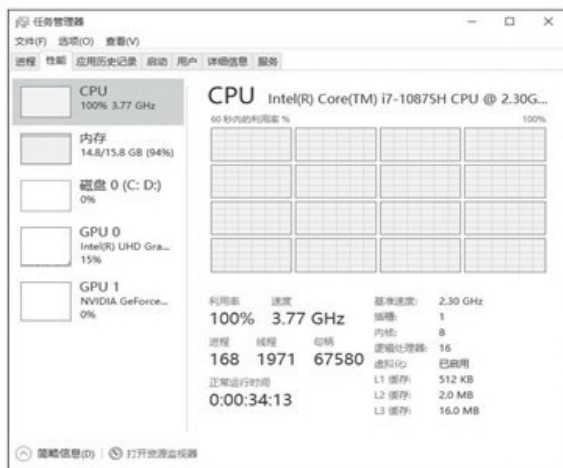 任务管理器
文件(F) 选项(O) 查看(V)
进程 性能 应用历史记录 启动 用户 详细信息 服务
CPU
100% 3.77 GHz
内存
14.8/15.8 GB (94%)
磁盘 0 (C: D:)
0%
GPU 0
Intel(R) UHD Gra...
15%
GPU 1
NVIDIA GeForce...
0%
CPU Intel(R) Core(TM) i7-10875H CPU @ 2.30G...
60 秒内的利用率 % 100%
利用率 速度
100% 3.77 GHz
进程 线程 句柄
168 1971 67580
正常运行时间
0:00:34:13
基准速度: 2.30 GHz
插槽: 1
内核: 8
逻辑处理器: 16
虚拟化: 已启用
L1 缓存: 512 KB
L2 缓存: 2.0 MB
L3 缓存: 16.0 MB
简略信息(D) 打开资源监视器